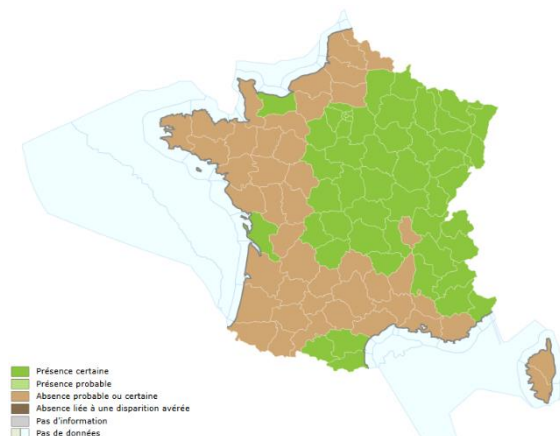 Présence certaine
Présence probable
Absence probable ou certaine
Absence liée à une disparition avérée
Pas d'information
Pas de données